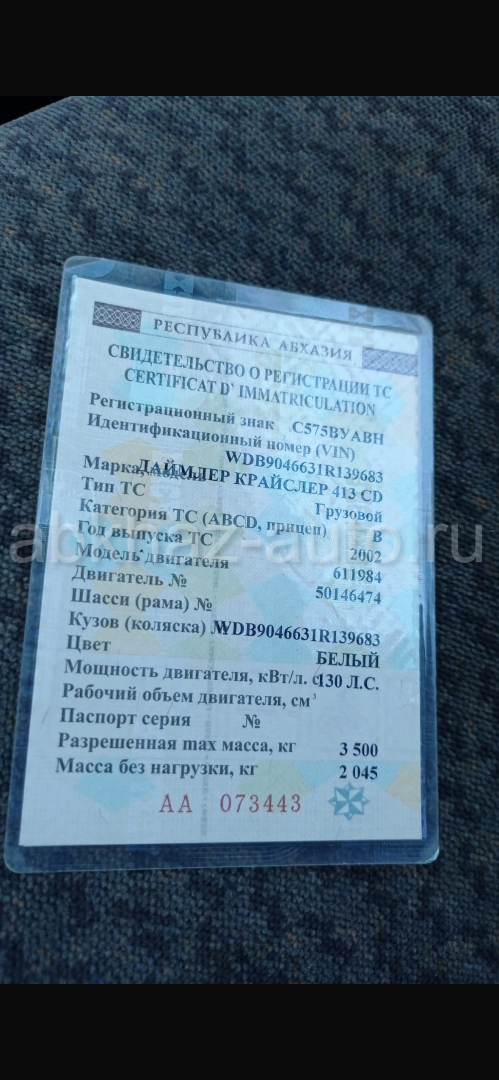 РЕСПУБЛИКА АБХАЗИЯ
СВИДЕТЕЛЬСТВО О РЕГИСТРАЦИИ ТС
CERTIFICAT D' IMMATRICULATION
Регистрационный знак С575ВУАВН
Идентификационный номер (VIN)
WDB9046631R139683
Марка, модель ДАЙМЛЕР КРАЙСЛЕР 413 CD
Тип ТС Грузовой
Категория ТС (ABCD, прицеп) В
Год выпуска ТС 2002
abkhaz-auto.ru
Модель двигателя 611984
Двигатель № 50146474
Шасси (рама) №
Кузов (коляска) № WDB9046631R139683
Цвет БЕЛЫЙ
Мощность двигателя, кВт/л. с 130 Л.С.
Рабочий объем двигателя, см³
Паспорт серия №
Разрешенная max масса, кг 3 500
Масса без нагрузки, кг 2 045
АА 073443